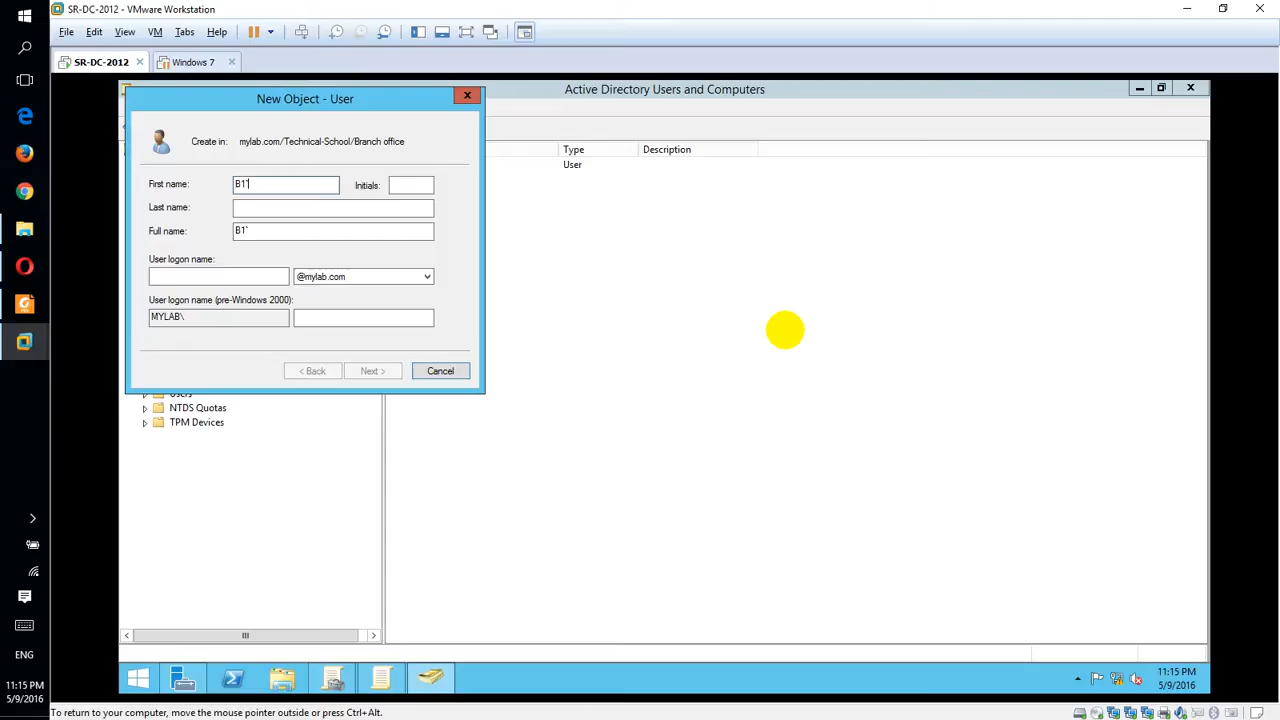 SR-DC-2012 - VMware Workstation
File Edit View VM Tabs Help
SR-DC-2012 Windows 7
Active Directory Users and Computers
New Object - User
Create in: mylab.com/Technical-School/Branch office
Type Description
User
First name: B1` Initials:
Last name:
Full name: B1`
User logon name:
@mylab.com
User logon name (pre-Windows 2000):
MYLAB\
< Back Next > Cancel
Users
NTDS Quotas
TPM Devices
ENG
11:15 PM
5/9/2016
11:15 PM
5/9/2016
To return to your computer, move the mouse pointer outside or press Ctrl+Alt.